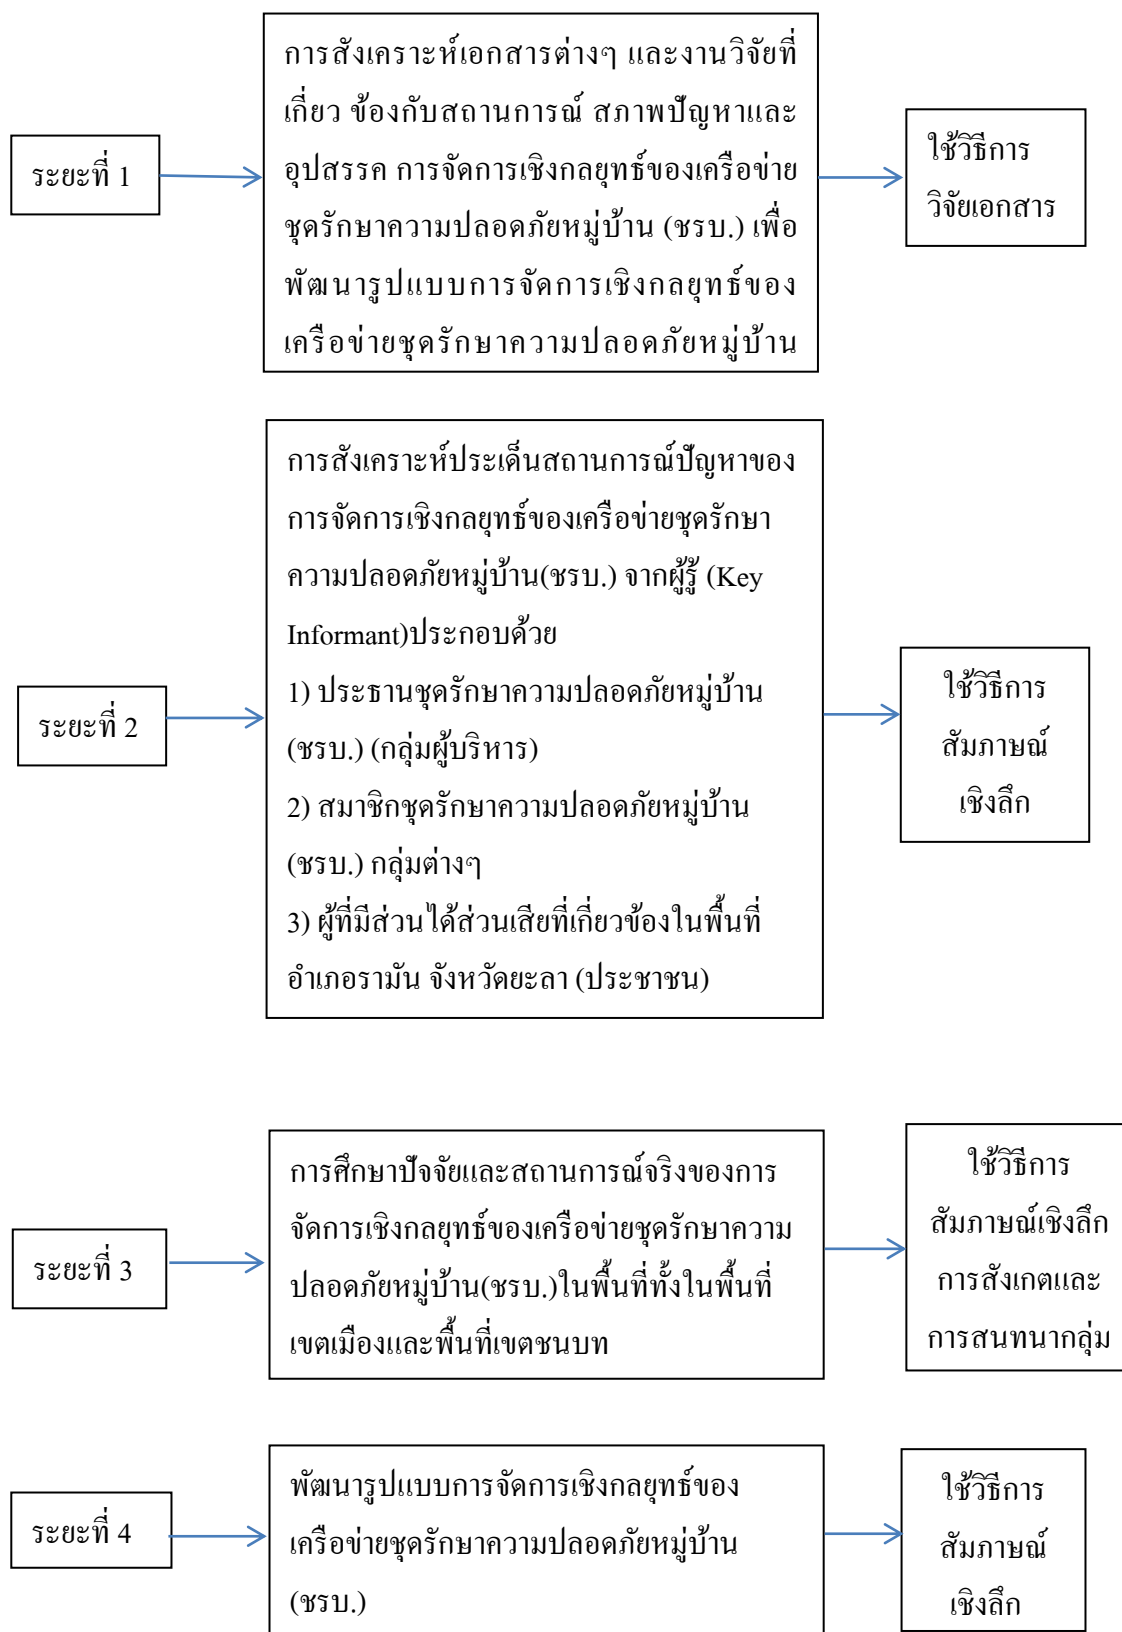 ระยะที่ 1
การสังเคราะห์เอกสารต่างๆ และงานวิจัยที่
เกี่ยว ข้องกับสถานการณ์ สภาพปัญหาและ
อุปสรรค การจัดการเชิงกลยุทธ์ของเครือข่าย
ชุดรักษาความปลอดภัยหมู่บ้าน (ชรบ.) เพื่อ
พัฒนารูปแบบการจัดการเชิงกลยุทธ์ของ
เครือข่ายชุดรักษาความปลอดภัยหมู่บ้าน
ใช้วิธีการ
วิจัยเอกสาร
ระยะที่ 2
การสังเคราะห์ประเด็นสถานการณ์ปัญหาของ
การจัดการเชิงกลยุทธ์ของเครือข่ายชุดรักษา
ความปลอดภัยหมู่บ้าน(ชรบ.) จากผู้รู้ (Key
Informant)ประกอบด้วย
1) ประธานชุดรักษาความปลอดภัยหมู่บ้าน
(ชรบ.) (กลุ่มผู้บริหาร)
2) สมาชิกชุดรักษาความปลอดภัยหมู่บ้าน
(ชรบ.) กลุ่มต่างๆ
3) ผู้ที่มีส่วนได้ส่วนเสียที่เกี่ยวข้องในพื้นที่
อำเภอรามัน จังหวัดยะลา (ประชาชน)
ใช้วิธีการ
สัมภาษณ์
เชิงลึก
ระยะที่ 3
การศึกษาปัจจัยและสถานการณ์จริงของการ
จัดการเชิงกลยุทธ์ของเครือข่ายชุดรักษาความ
ปลอดภัยหมู่บ้าน(ชรบ.)ในพื้นที่ทั้งในพื้นที่
เขตเมืองและพื้นที่เขตชนบท
ใช้วิธีการ
สัมภาษณ์เชิงลึก
การสังเกตและ
การสนทนากลุ่ม
ระยะที่ 4
พัฒนารูปแบบการจัดการเชิงกลยุทธ์ของ
เครือข่ายชุดรักษาความปลอดภัยหมู่บ้าน
(ชรบ.)
ใช้วิธีการ
สัมภาษณ์
เชิงลึก